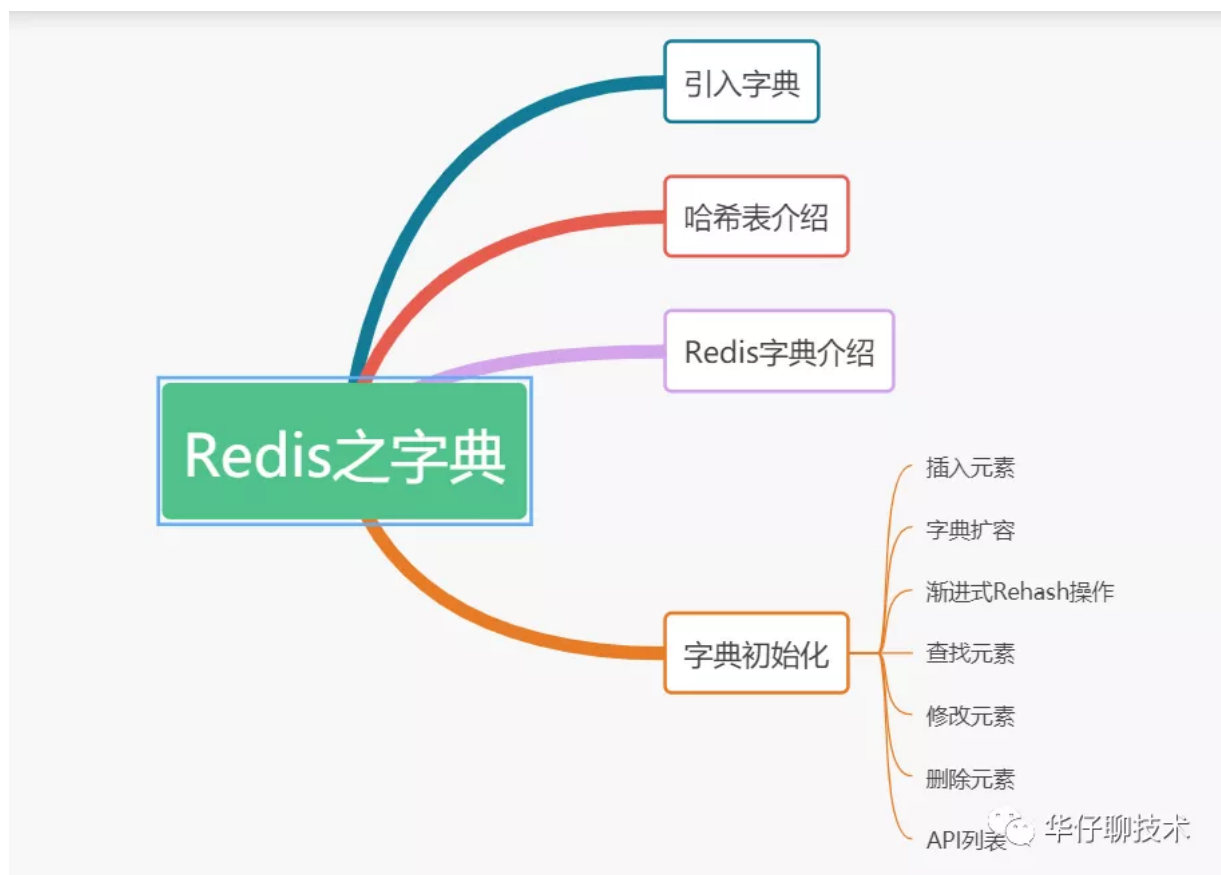 引入字典
哈希表介绍
Redis字典介绍
Redis之字典
插入元素
字典扩容
渐进式Rehash操作
字典初始化
查找元素
修改元素
删除元素
API列表
华仔聊技术